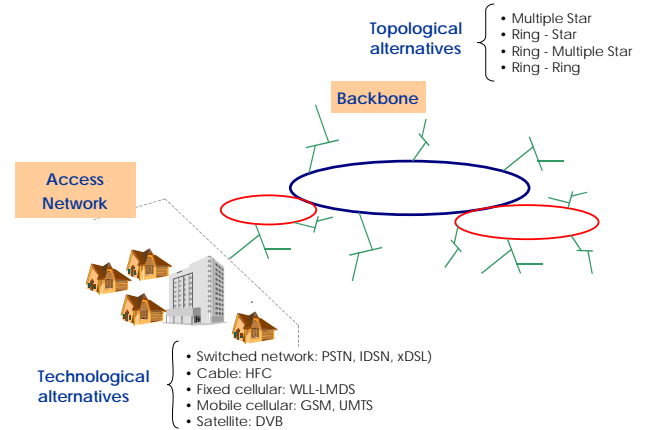 Topological
alternatives
• Multiple Star
• Ring - Star
• Ring - Multiple Star
• Ring - Ring
Backbone
Access
Network
Technological
alternatives
• Switched network: PSTN, IDSN, xDSL)
• Cable: HFC
• Fixed cellular: WLL-LMDS
• Mobile cellular: GSM, UMTS
• Satellite: DVB